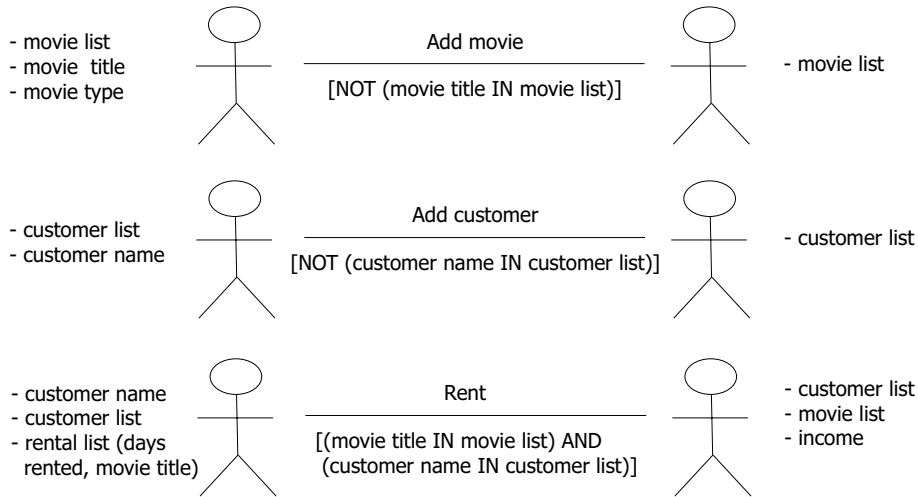 - movie list
- movie title
- movie type
Add movie
[NOT (movie title IN movie list)]
- movie list
- customer list
- customer name
Add customer
[NOT (customer name IN customer list)]
- customer list
- customer name
- customer list
- rental list (days
rented, movie title)
Rent
[(movie title IN movie list) AND
(customer name IN customer list)]
- customer list
- movie list
- income